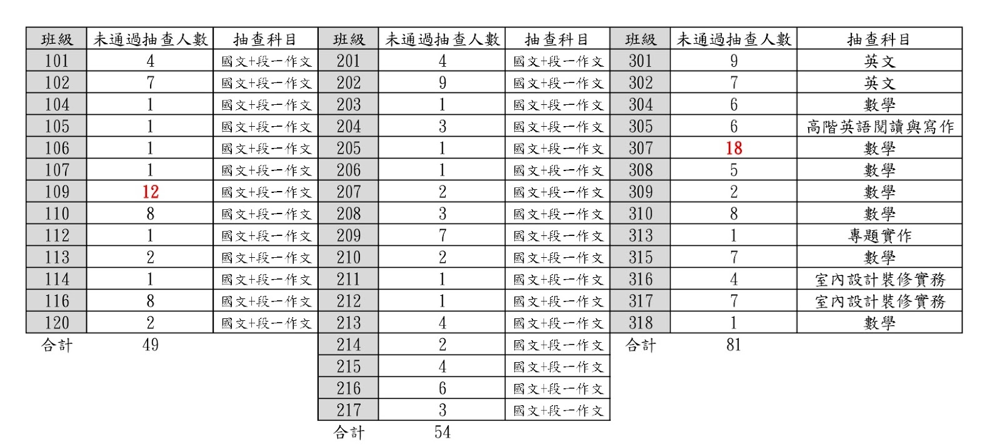 班級 未通過抽查人數 抽查科目 班級 未通過抽查人數 抽查科目 班級 未通過抽查人數 抽查科目
101 4 國文+段一作文 201 4 國文+段一作文 301 9 英文
102 7 國文+段一作文 202 9 國文+段一作文 302 7 英文
104 1 國文+段一作文 203 1 國文+段一作文 304 6 數學
105 1 國文+段一作文 204 3 國文+段一作文 305 6 高階英語閱讀與寫作
106 1 國文+段一作文 205 1 國文+段一作文 307 18 數學
107 1 國文+段一作文 206 1 國文+段一作文 308 5 數學
109 12 國文+段一作文 207 2 國文+段一作文 309 2 數學
110 8 國文+段一作文 208 3 國文+段一作文 310 8 數學
112 1 國文+段一作文 209 7 國文+段一作文 313 1 專題實作
113 2 國文+段一作文 210 2 國文+段一作文 315 7 數學
114 1 國文+段一作文 211 1 國文+段一作文 316 4 室內設計裝修實務
116 8 國文+段一作文 212 1 國文+段一作文 317 7 室內設計裝修實務
120 2 國文+段一作文 213 4 國文+段一作文 318 1 數學
合計 49 214 2 國文+段一作文 合計 81
215 4 國文+段一作文
216 6 國文+段一作文
217 3 國文+段一作文
合計 54